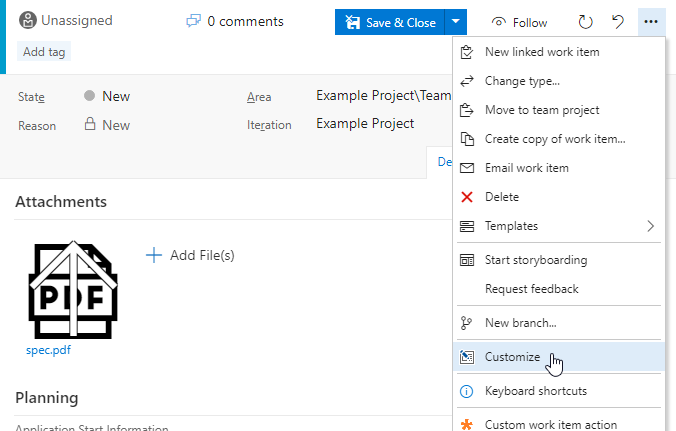 Unassigned
0 comments
Save & Close
Follow
Add tag
State
New
Area
Example Project\Team
Reason
New
Iteration
Example Project
De
Attachments
PDF
spec.pdf
Add File(s)
Planning
Application Start Information
New linked work item
Change type...
Move to team project
Create copy of work item...
Email work item
Delete
Templates
Start storyboarding
Request feedback
New branch...
Customize
Keyboard shortcuts
Custom work item action